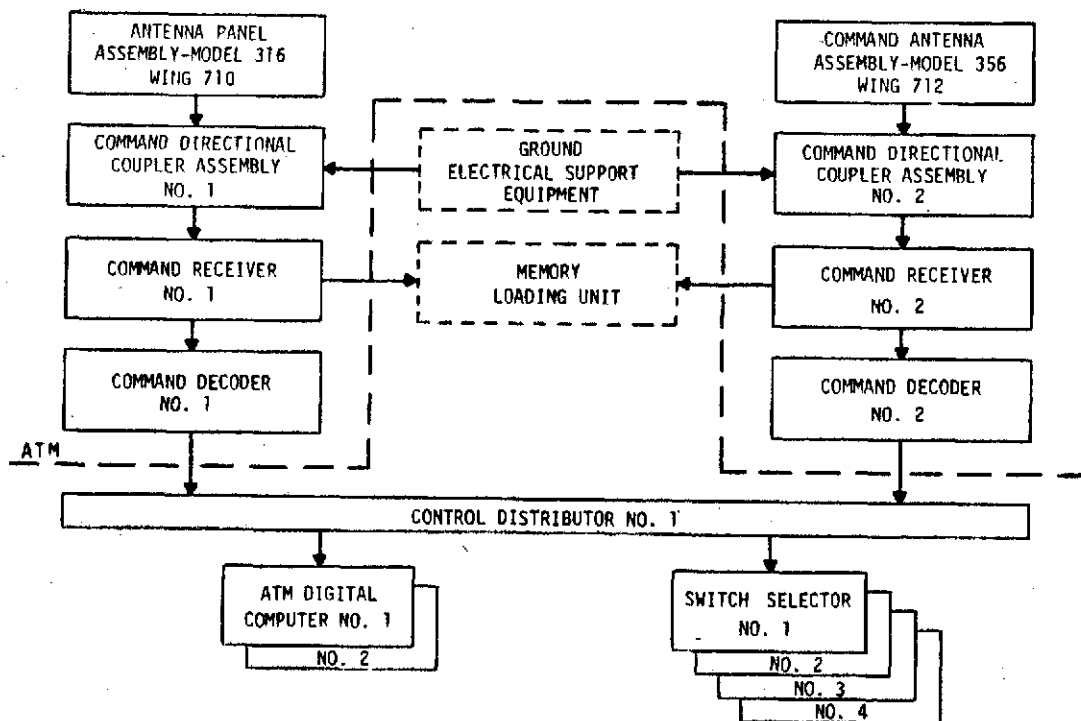 ANTENNA PANEL
ASSEMBLY-MODEL 316
WING 710
COMMAND ANTENNA
ASSEMBLY-MODEL 356
WING 712
COMMAND DIRECTIONAL
COUPLER ASSEMBLY
NO. 1
GROUND
ELECTRICAL SUPPORT
EQUIPMENT
COMMAND DIRECTIONAL
COUPLER ASSEMBLY
NO. 2
COMMAND RECEIVER
NO. 1
MEMORY
LOADING UNIT
COMMAND RECEIVER
NO. 2
COMMAND DECODER
NO. 1
COMMAND DECODER
NO. 2
ATM
CONTROL DISTRIBUTOR NO. 1
ATM DIGITAL
COMPUTER NO. 1
NO. 2
SWITCH SELECTOR
NO. 1
NO. 2
NO. 3
NO. 4